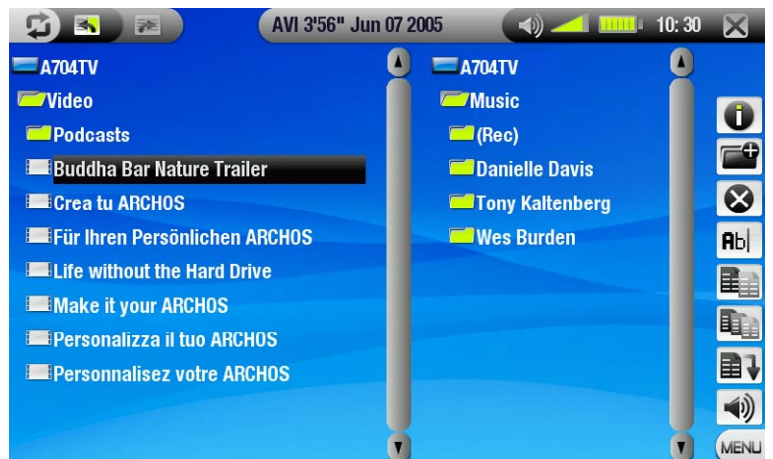 AVI 3'56" Jun 07 2005
10:30
A704TV
Video
Podcasts
Buddha Bar Nature Trailer
Crea tu ARCHOS
Für Ihren Persönlichen ARCHOS
Life without the Hard Drive
Make it your ARCHOS
Personalizza il tuo ARCHOS
Personnalisez votre ARCHOS
A704TV
Music
(Rec)
Danielle Davis
Tony Kaltenberg
Wes Burden
Ab|
MENU